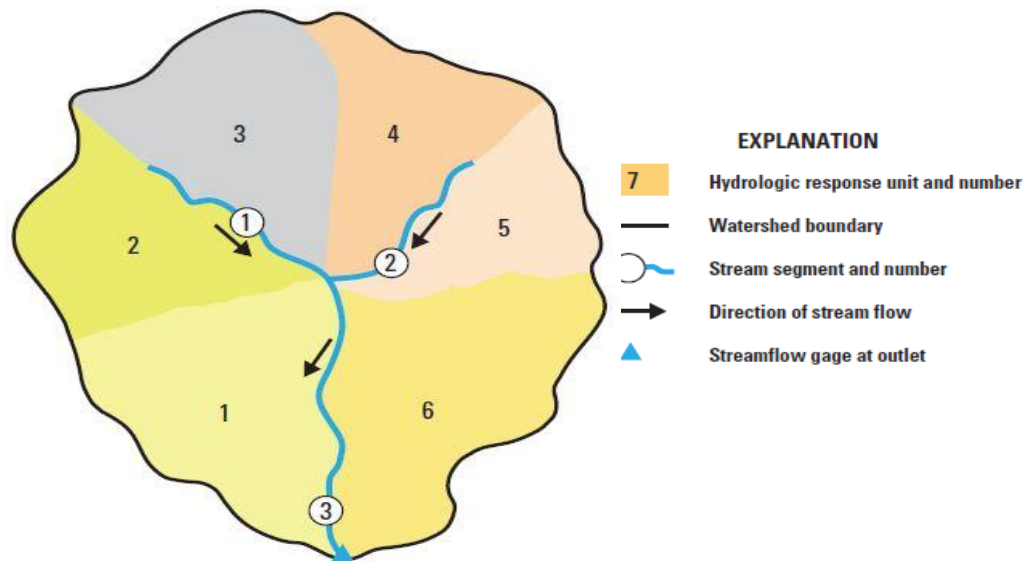 3
4
1
2
5
2
1
6
3
EXPLANATION
7 Hydrologic response unit and number
Watershed boundary
Stream segment and number
Direction of stream flow
Streamflow gage at outlet